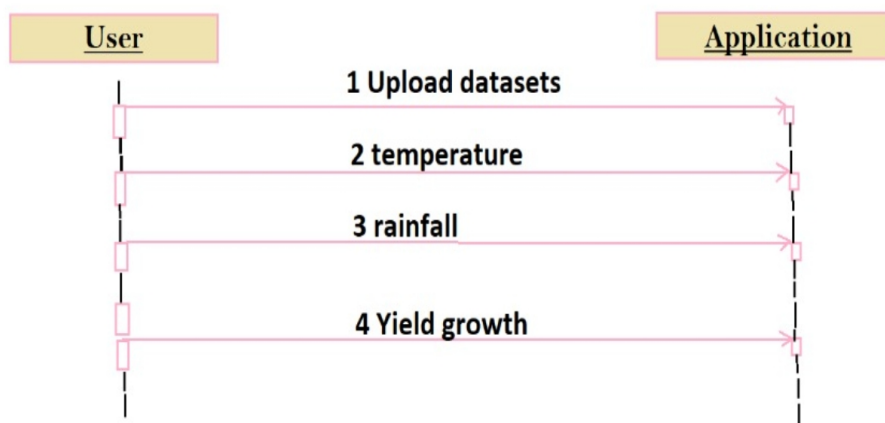 User
Application
1 Upload datasets
2 temperature
3 rainfall
4 Yield growth